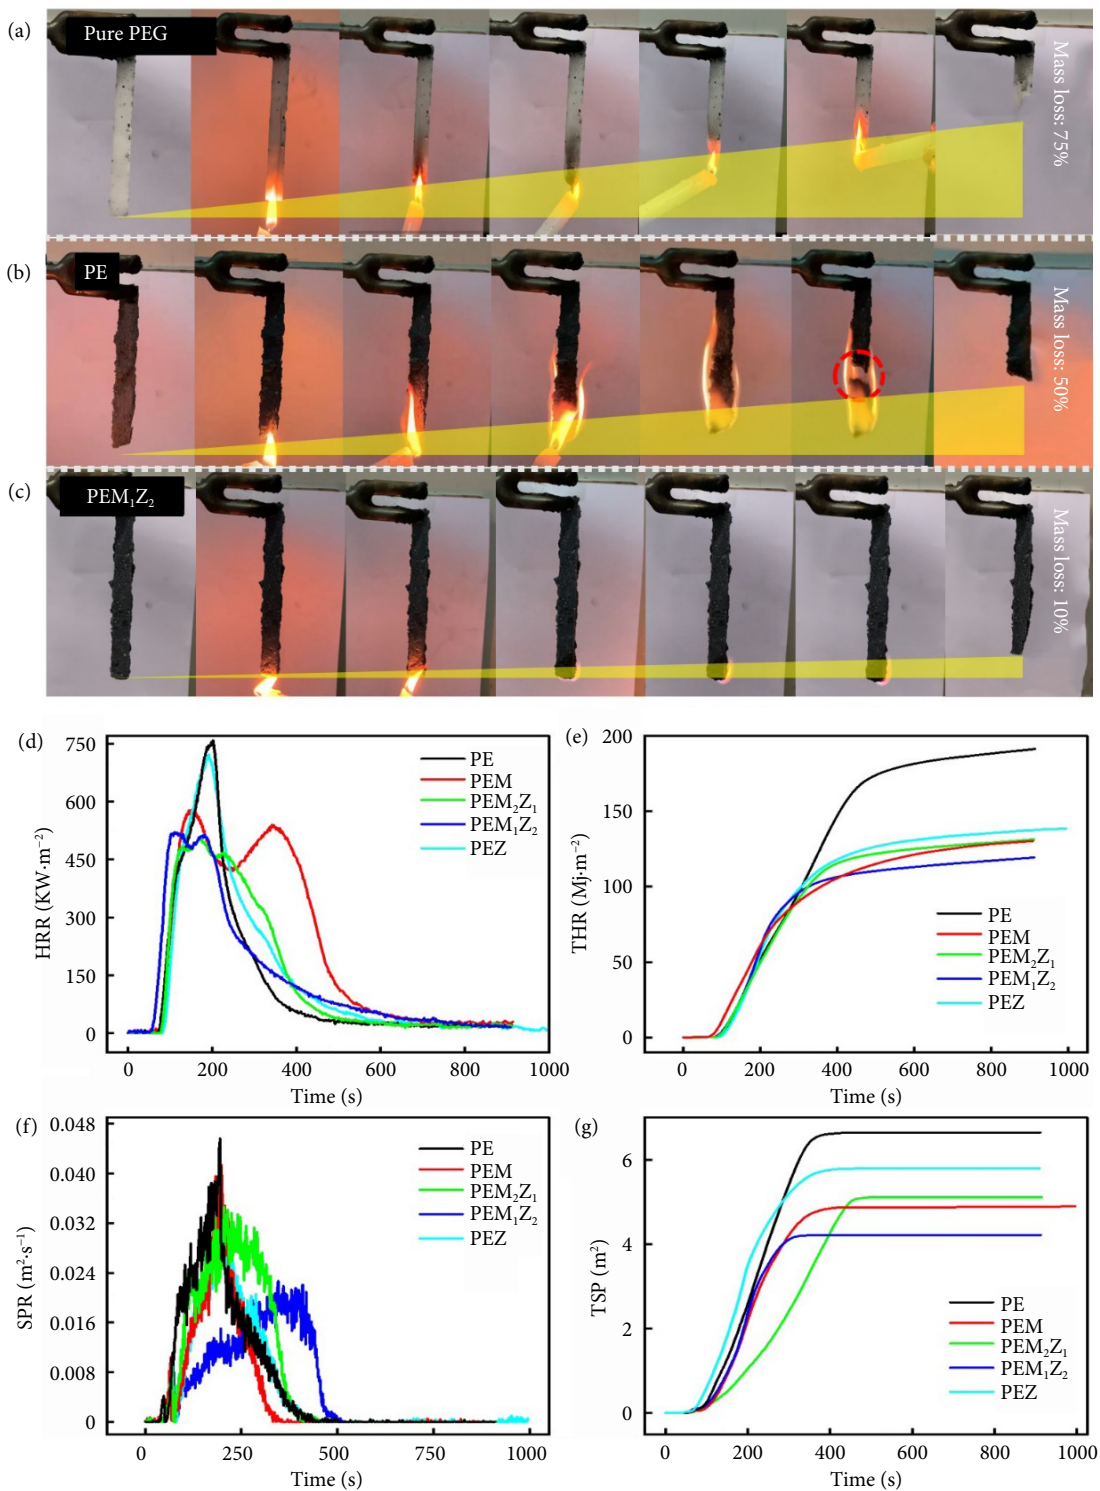 (a)
Pure PEG
Mass loss: 75%
(b)
PE
Mass loss: 50%
(c)
PEM₁Z₂
Mass loss: 10%
(d)
750
600
450
300
150
0
HRR (KW·m⁻²)
PE
PEM
PEM₂Z₁
PEM₁Z₂
PEZ
0 200 400 600 800 1000
Time (s)
(e)
200
150
100
50
0
THR (Mj·m⁻²)
PE
PEM
PEM₂Z₁
PEM₁Z₂
PEZ
0 200 400 600 800 1000
Time (s)
(f)
0.048
0.040
0.032
0.024
0.016
0.008
0
SPR (m²·s⁻¹)
PE
PEM
PEM₂Z₁
PEM₁Z₂
PEZ
0 250 500 750 1000
Time (s)
(g)
6
4
2
0
TSP (m²)
PE
PEM
PEM₂Z₁
PEM₁Z₂
PEZ
0 200 400 600 800 1000
Time (s)